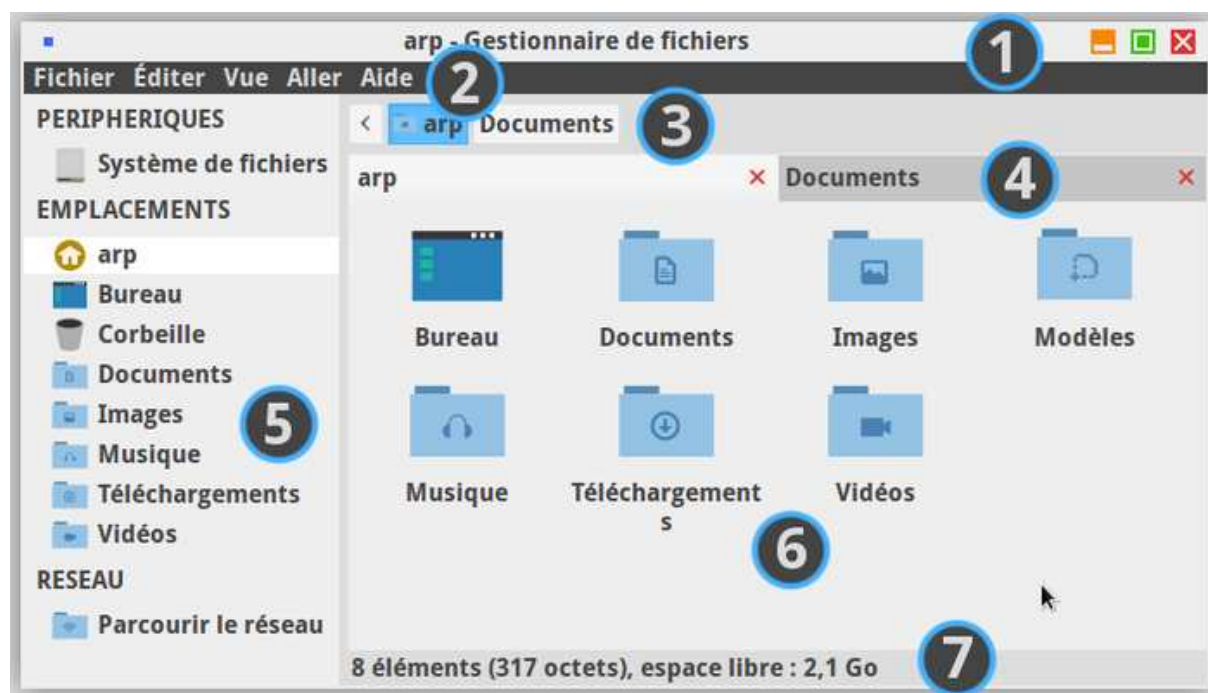 arp - Gestionnaire de fichiers
1
Fichier Éditer Vue Aller Aide
2
PERIPHERIQUES
Système de fichiers
EMPLACEMENTS
arp
Bureau
Corbeille
Documents
Images
Musique
Téléchargements
Vidéos
5
RESEAU
Parcourir le réseau
< arp Documents
3
arp × Documents ×
4
Bureau Documents Images Modèles
Musique Téléchargement Vidéos
s
6
8 éléments (317 octets), espace libre : 2,1 Go
7